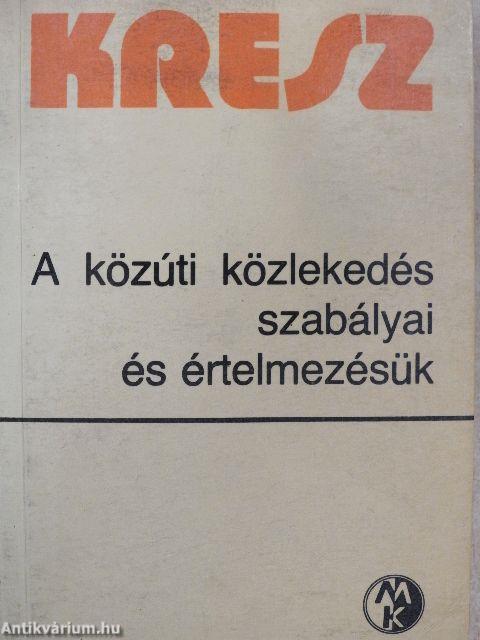 KRESZ
A közúti közlekedés
szabályai
és értelmezésük
MK
Antikvárium.hu